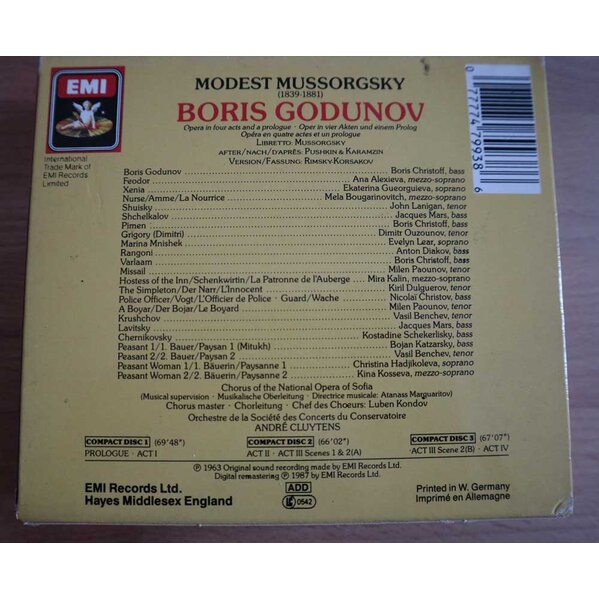 EMI
International
Trade Mark of
EMI Records
Limited
MODEST MUSSORGSKY
(1839-1881)
BORIS GODUNOV
Opera in four acts and a prologue · Oper in vier Akten und einem Prolog
Opéra en quatre actes et un prologue
LIBRETTO: MUSSORGSKY
AFTER/NACH/D'APRÈS: PUSHKIN & KARAMZIN
VERSION/FASSUNG: RIMSKY-KORSAKOV
0 77774 79938 6
Boris Godunov Boris Christoff, bass
Feodor Ana Alexieva, mezzo-soprano
Xenia Ekaterina Gueorguieva, soprano
Nurse/Amme/La Nourrice Mela Bougarinovitch, mezzo-soprano
Shuisky John Lanigan, tenor
Shchelkalov Jacques Mars, bass
Pimen Boris Christoff, bass
Grigory (Dimitri) Dimitr Ouzounov, tenor
Marina Mnishek Evelyn Lear, soprano
Rangoni Anton Diakov, bass
Varlaam Boris Christoff, bass
Missail Milen Paounov, tenor
Hostess of the Inn/Schenkwirtin/La Patronne de l'Auberge Mira Kalin, mezzo-soprano
The Simpleton/Der Narr/L'Innocent Kiril Dulguerov, tenor
Police Officer/Vogt/L'Officier de Police · Guard/Wache Nicolaï Christov, bass
A Boyar/Der Bojar/Le Boyard Milen Paounov, tenor
Krushchov Vasil Benchev, tenor
Lavitsky Jacques Mars, bass
Chernikovsky Kostadine Schekerlisky, bass
Peasant 1/1. Bauer/Paysan 1 (Mitukh) Bojan Katzarsky, bass
Peasant 2/2. Bauer/Paysan 2 Vasil Benchev, tenor
Peasant Woman 1/1. Bäuerin/Paysanne 1 Christina Hadjikoleva, soprano
Peasant Woman 2/2. Bäuerin/Paysanne 2 Kina Kosseva, mezzo-soprano
Chorus of the National Opera of Sofia
(Musical supervision · Musikalische Oberleitung · Directrice musicale: Atanass Margaritov)
Chorus master · Chorleitung · Chef des Choeurs: Luben Kondov
Orchestre de la Société des Concerts du Conservatoire
ANDRÉ CLUYTENS
COMPACT DISC 1 (69'48") COMPACT DISC 2 (66'02") COMPACT DISC 3 (67'07")
PROLOGUE · ACT I ACT II · ACT III Scenes 1 & 2(A) ACT III Scene 2(B) · ACT IV
℗ 1963 Original sound recording made by EMI Records Ltd.
Digital remastering ℗ 1987 by EMI Records Ltd.
EMI Records Ltd.
Hayes Middlesex England
ADD
LC 0542
Printed in W. Germany
Imprimé en Allemagne